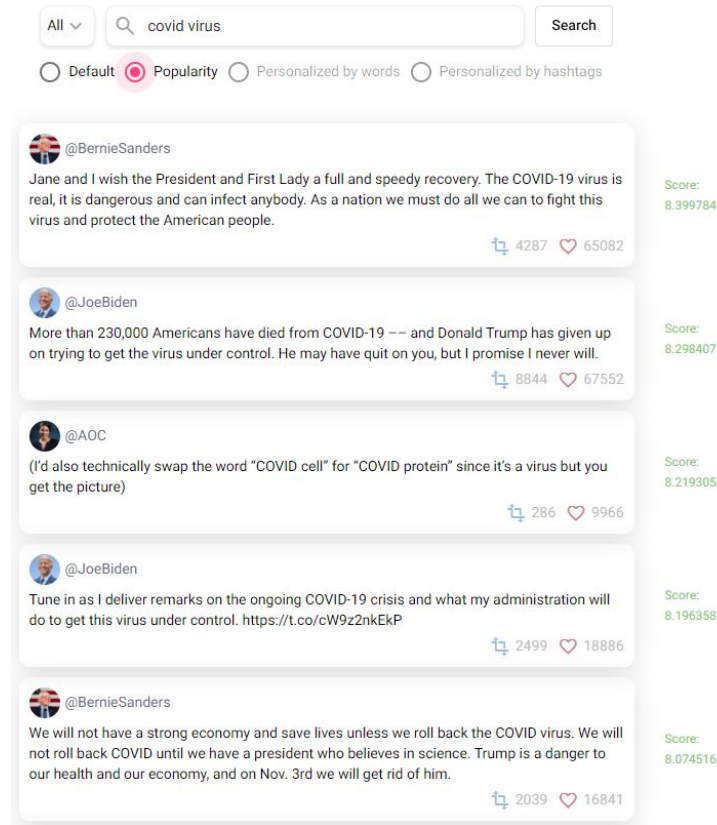 All
covid virus
Search
Default
Popularity
Personalized by words
Personalized by hashtags
@BernieSanders
Jane and I wish the President and First Lady a full and speedy recovery. The COVID-19 virus is
real, it is dangerous and can infect anybody. As a nation we must do all we can to fight this
virus and protect the American people.
4287 65082
Score:
8.399784
@JoeBiden
More than 230,000 Americans have died from COVID-19 –– and Donald Trump has given up
on trying to get the virus under control. He may have quit on you, but I promise I never will.
8844 67552
Score:
8.298407
@AOC
(I'd also technically swap the word “COVID cell” for “COVID protein” since it's a virus but you
get the picture)
286 9966
Score:
8.219305
@JoeBiden
Tune in as I deliver remarks on the ongoing COVID-19 crisis and what my administration will
do to get this virus under control. https://t.co/cW9z2nkEkP
2499 18886
Score:
8.196358
@BernieSanders
We will not have a strong economy and save lives unless we roll back the COVID virus. We will
not roll back COVID until we have a president who believes in science. Trump is a danger to
our health and our economy, and on Nov. 3rd we will get rid of him.
2039 16841
Score:
8.074516